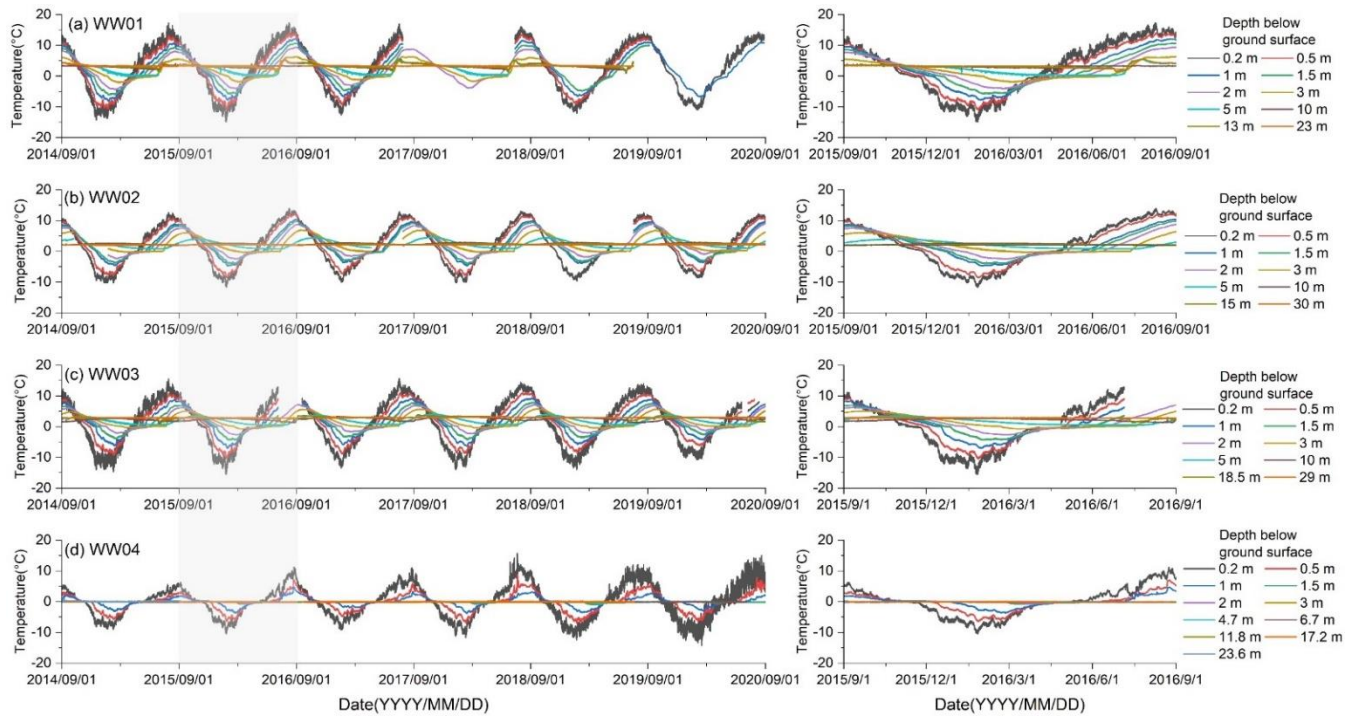 (a) WW01
Temperature(°C)
20
10
0
-10
-20
2014/09/01 2015/09/01 2016/09/01 2017/09/01 2018/09/01 2019/09/01 2020/09/01
Temperature(°C)
20
10
0
-10
-20
2015/09/01 2015/12/01 2016/03/01 2016/06/01 2016/09/01
Depth below
ground surface
0.2 m 0.5 m
1 m 1.5 m
2 m 3 m
5 m 10 m
13 m 23 m
(b) WW02
Temperature(°C)
20
10
0
-10
-20
2014/09/01 2015/09/01 2016/09/01 2017/09/01 2018/09/01 2019/09/01 2020/09/01
Temperature(°C)
20
10
0
-10
-20
2015/09/01 2015/12/1 2016/03/01 2016/06/01 2016/09/01
Depth below
ground surface
0.2 m 0.5 m
1 m 1.5 m
2 m 3 m
5 m 10 m
15 m 30 m
(c) WW03
Temperature(°C)
20
10
0
-10
-20
2014/09/01 2015/09/01 2016/09/01 2017/09/01 2018/09/01 2019/09/01 2020/09/01
Temperature(°C)
20
10
0
-10
-20
2015/9/1 2015/12/1 2016/3/1 2016/6/1 2016/9/1
Depth below
ground surface
0.2 m 0.5 m
1 m 1.5 m
2 m 3 m
5 m 10 m
18.5 m 29 m
(d) WW04
Temperature(°C)
20
10
0
-10
-20
2014/09/01 2015/09/01 2016/09/01 2017/09/01 2018/09/01 2019/09/01 2020/09/01
Date(YYYY/MM/DD)
Temperature(°C)
20
10
0
-10
-20
2015/9/1 2015/12/1 2016/3/1 2016/6/1 2016/9/1
Date(YYYY/MM/DD)
Depth below
ground surface
0.2 m 0.5 m
1 m 1.5 m
2 m 3 m
4.7 m 6.7 m
11.8 m 17.2 m
23.6 m